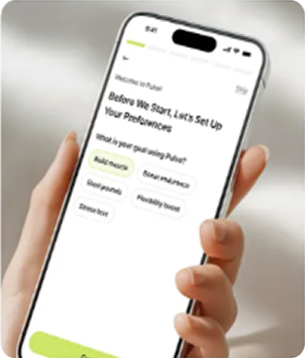 9:41
Welcome to Pulse!
Skip
Before We Start, Let's Set Up
Your Preferences
What is your goal using Pulse?
Build muscle
Boost endurance
Shed pounds
Flexibility boost
Stress less